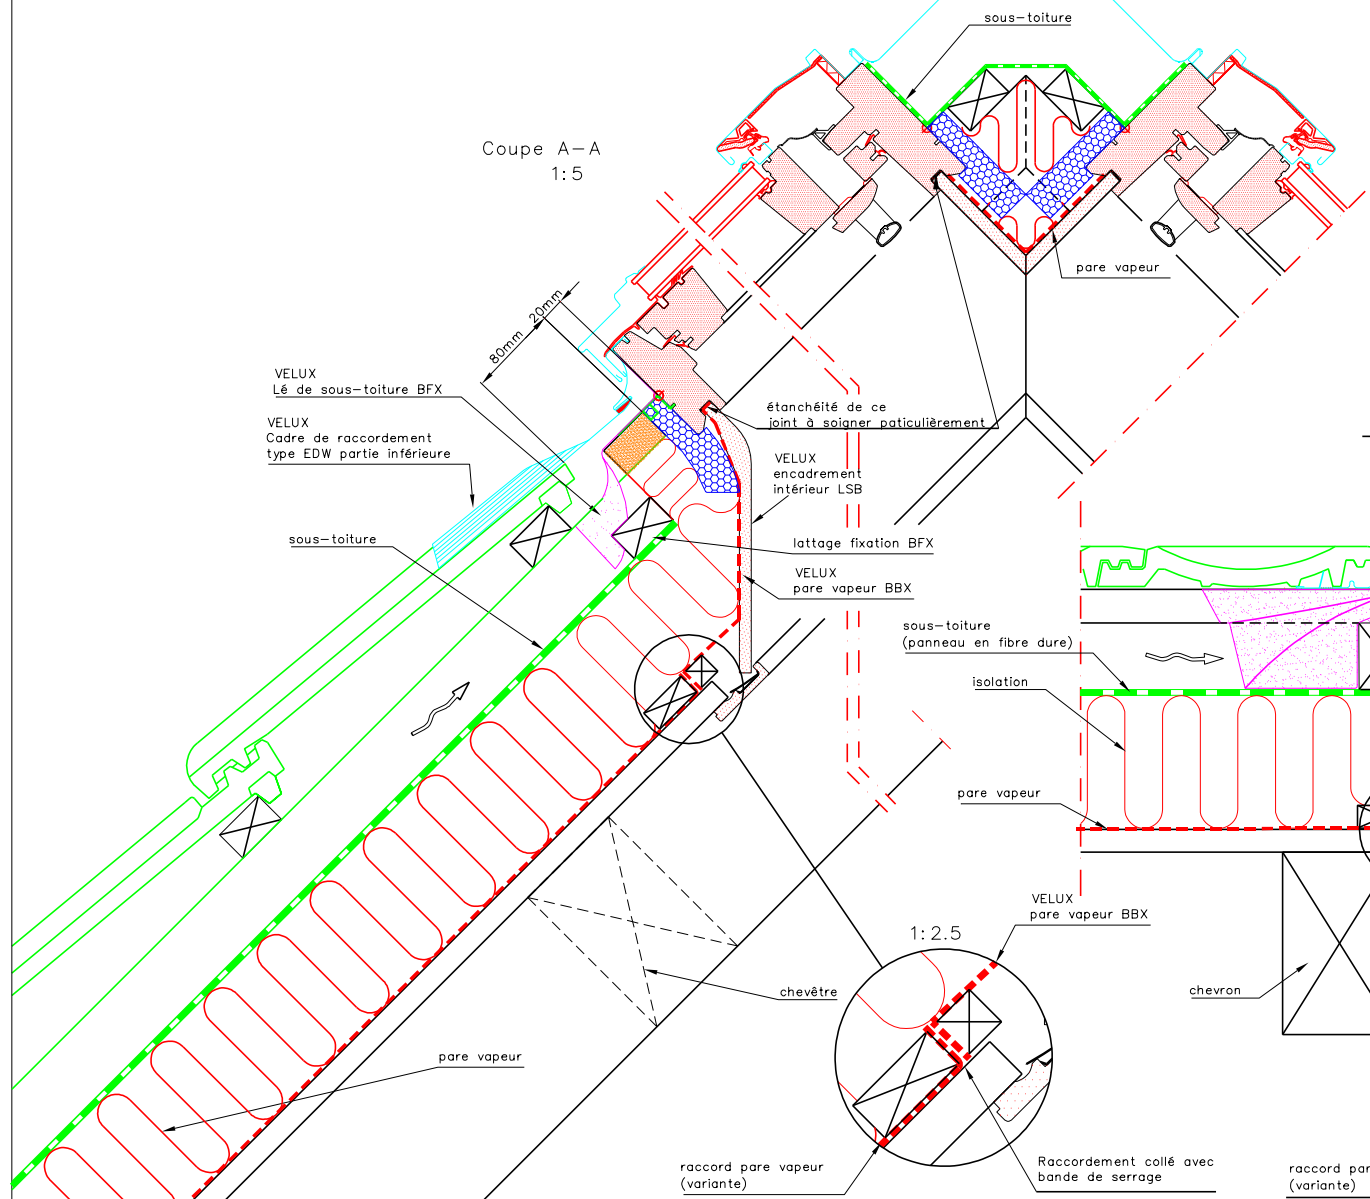 sous-toiture
Coupe A-A
1:5
pare vapeur
20mm
80mm
VELUX
Lé de sous-toiture BFX
VELUX
Cadre de raccordement
type EDW partie inférieure
étanchéité de ce
joint à soigner paticulièrement
VELUX
encadrement
intérieur LSB
sous-toiture
lattage fixation BFX
VELUX
pare vapeur BBX
sous-toiture
(panneau en fibre dure)
isolation
pare vapeur
VELUX
pare vapeur BBX
1:2.5
chevêtre
chevron
pare vapeur
raccord pare vapeur
(variante)
Raccordement collé avec
bande de serrage
raccord par
(variante)